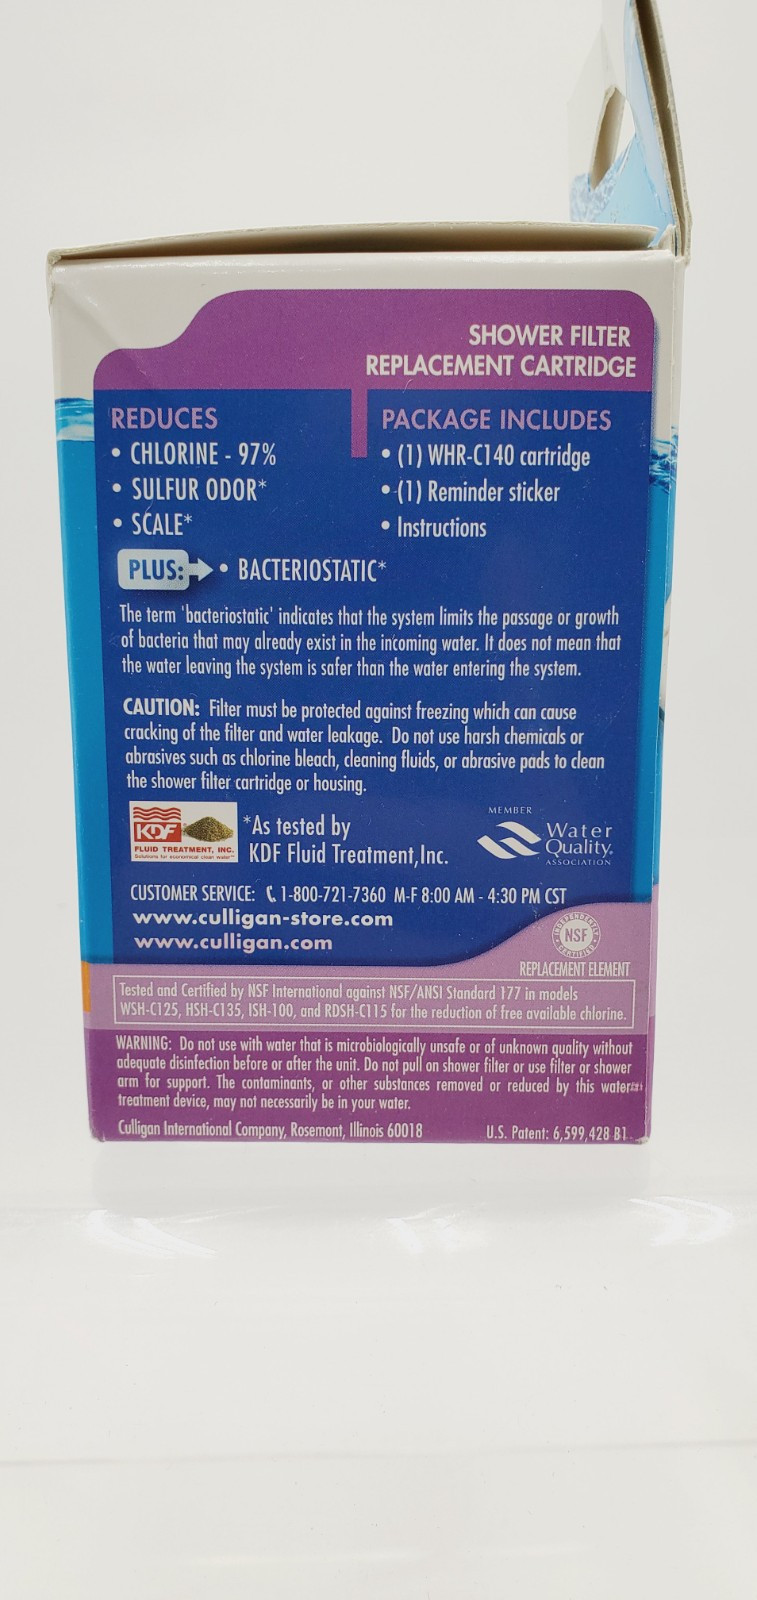 SHOWER FILTER
REPLACEMENT CARTRIDGE
REDUCES
• CHLORINE - 97%
• SULFUR ODOR*
• SCALE*
PLUS: • BACTERIOSTATIC*
PACKAGE INCLUDES
• (1) WHR-C140 cartridge
• (1) Reminder sticker
• Instructions
The term 'bacteriostatic' indicates that the system limits the passage or growth
of bacteria that may already exist in the incoming water. It does not mean that
the water leaving the system is safer than the water entering the system.
CAUTION: Filter must be protected against freezing which can cause
cracking of the filter and water leakage. Do not use harsh chemicals or
abrasives such as chlorine bleach, cleaning fluids, or abrasive pads to clean
the shower filter cartridge or housing.
KDF
FLUID TREATMENT, INC.
Solutions for economical clean water™
*As tested by
KDF Fluid Treatment,Inc.
MEMBER
Water
Quality®
ASSOCIATION
CUSTOMER SERVICE: 1-800-721-7360 M-F 8:00 AM - 4:30 PM CST
www.culligan-store.com
www.culligan.com
INDEPENDENTLY
NSF
CERTIFIED
REPLACEMENT ELEMENT
Tested and Certified by NSF International against NSF/ANSI Standard 177 in models
WSH-C125, HSH-C135, ISH-100, and RDSH-C115 for the reduction of free available chlorine.
WARNING: Do not use with water that is microbiologically unsafe or of unknown quality without
adequate disinfection before or after the unit. Do not pull on shower filter or use filter or shower
arm for support. The contaminants, or other substances removed or reduced by this water
treatment device, may not necessarily be in your water.
Culligan International Company, Rosemont, Illinois 60018
U.S. Patent: 6,599,428 B1